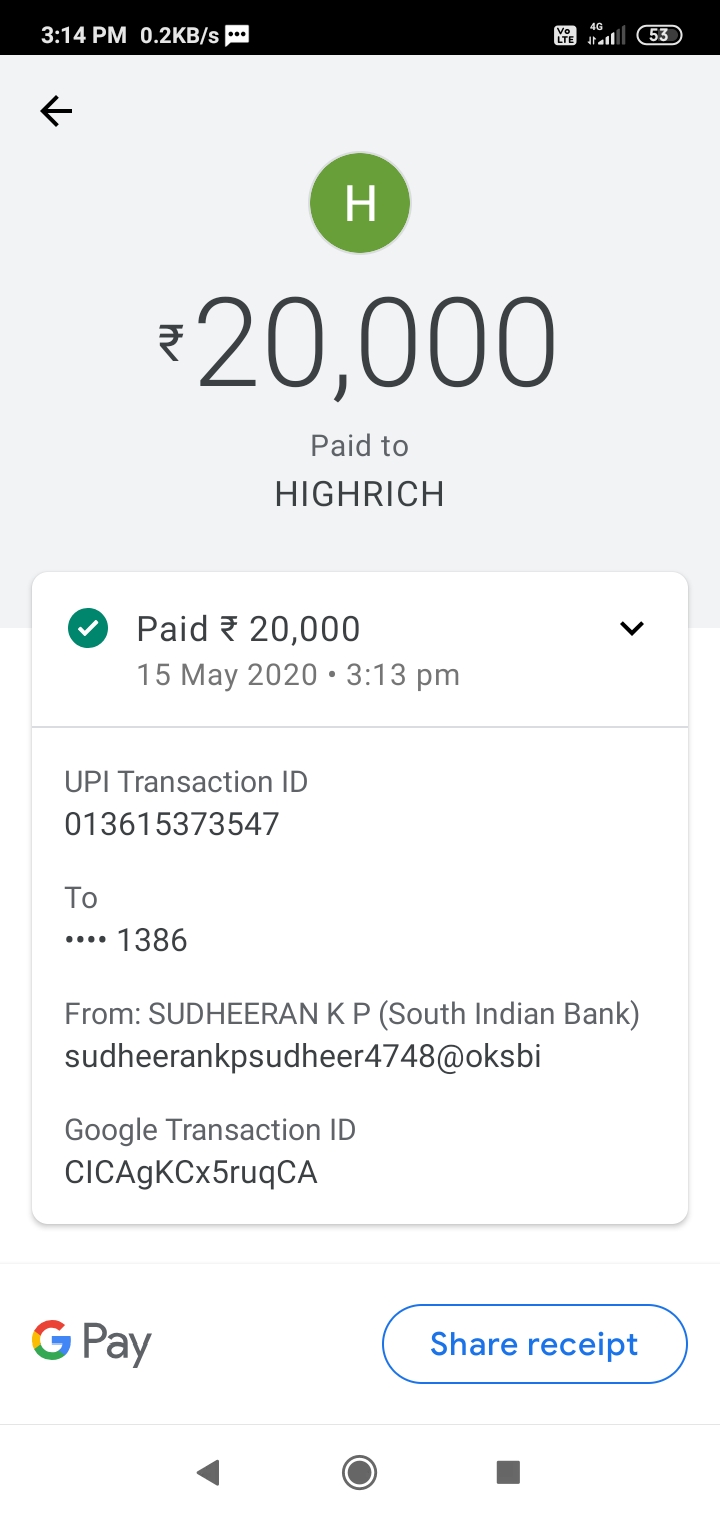 3:14 PM 0.2KB/s
Vo LTE 4G 53
H
₹20,000
Paid to
HIGHRICH
Paid ₹ 20,000
15 May 2020 • 3:13 pm
UPI Transaction ID
013615373547
To
•••• 1386
From: SUDHEERAN K P (South Indian Bank)
sudheerankpsudheer4748@oksbi
Google Transaction ID
CICAgKCx5ruqCA
G Pay
Share receipt